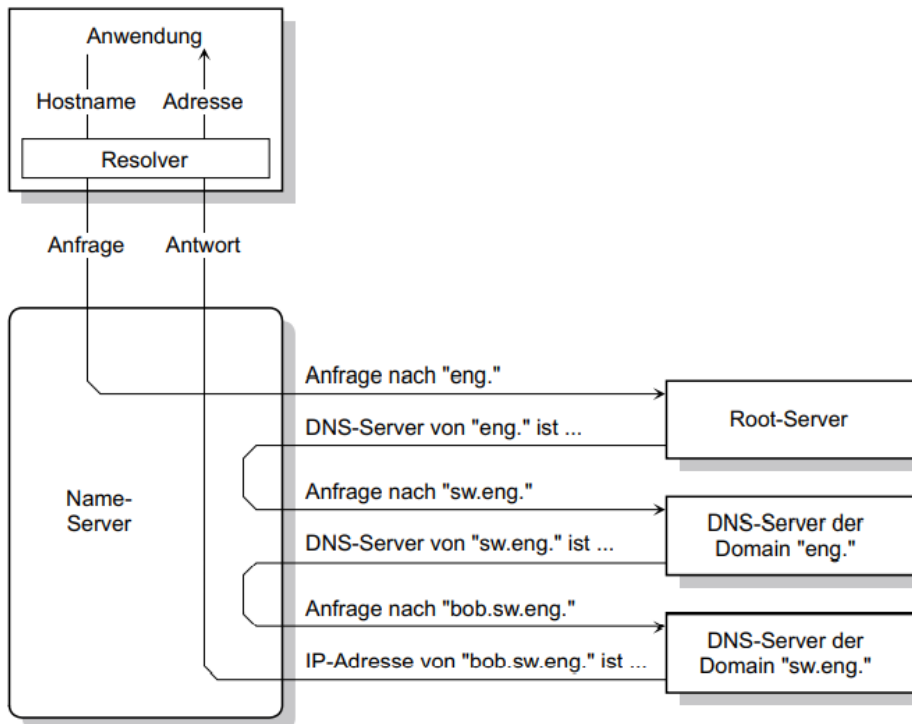 Anwendung
Hostname Adresse
Resolver
Anfrage Antwort
Name-
Server
Anfrage nach "eng."
DNS-Server von "eng." ist ...
Root-Server
Anfrage nach "sw.eng."
DNS-Server von "sw.eng." ist ...
DNS-Server der
Domain "eng."
Anfrage nach "bob.sw.eng."
IP-Adresse von "bob.sw.eng." ist ...
DNS-Server der
Domain "sw.eng."